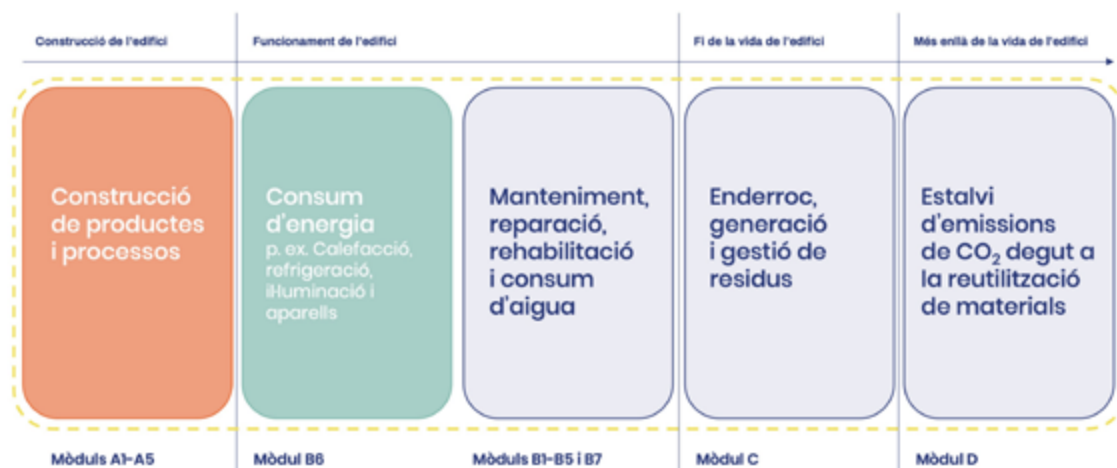 Construcció de l'edifici
Funcionament de l'edifici
Fi de la vida de l'edifici
Més enllà de la vida de l'edifici
Construcció
de productes
i processos
Consum
d'energia
p. ex. Calefacció,
refrigeració,
il·luminació i
aparells
Manteniment,
reparació,
rehabilitació
i consum
d'aigua
Enderroc,
generació
i gestió de
residus
Estalvi
d'emissions
de CO₂ degut a
la reutilització
de materials
Mòduls A1-A5
Mòdul B6
Mòduls B1-B5 i B7
Mòdul C
Mòdul D